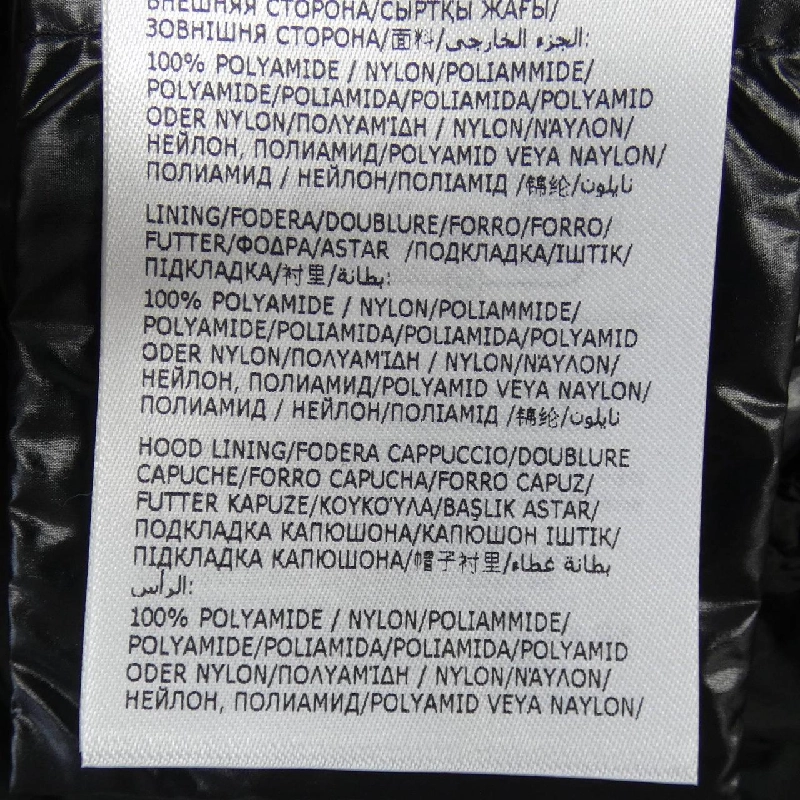 ВНЕШНЯЯ СТОРОНА/СЫРТҚЫ ЖАҒЫ/
ЗОВНІШНЯ СТОРОНА/面料/الجزء الخارجى:
100% POLYAMIDE / NYLON/POLIAMMIDE/
POLYAMIDE/POLIAMIDA/POLIAMIDA/POLYAMID
ODER NYLON/ΠΟΛΥΑΜΊΔΗ / NYLON/ΝΆΥΛΟΝ/
НЕЙЛОН, ПОЛИАМИД/POLYAMID VEYA NAYLON/
ПОЛИАМИД / НЕЙЛОН/ПОЛІАМІД /锦纶/نايلون
LINING/FODERA/DOUBLURE/FORRO/FORRO/
FUTTER/ΦΟΔΡΑ/ASTAR /ПОДКЛАДКА/ІШТІК/
ПІДКЛАДКА/衬里/بطانة:
100% POLYAMIDE / NYLON/POLIAMMIDE/
POLYAMIDE/POLIAMIDA/POLIAMIDA/POLYAMID
ODER NYLON/ΠΟΛΥΑΜΊΔΗ / NYLON/ΝΆΥΛΟΝ/
НЕЙЛОН, ПОЛИАМИД/POLYAMID VEYA NAYLON/
ПОЛИАМИД / НЕЙЛОН/ПОЛІАМІД /锦纶/نايلون
HOOD LINING/FODERA CAPPUCCIO/DOUBLURE
CAPUCHE/FORRO CAPUCHA/FORRO CAPUZ/
FUTTER KAPUZE/ΚΟΥΚΟΎΛΑ/BAŞLIK ASTAR/
ПОДКЛАДКА КАПЮШОНА/КАПЮШОН ІШТІК/
ПІДКЛАДКА КАПЮШОНА/帽子衬里/بطانة غطاء
الرأس:
100% POLYAMIDE / NYLON/POLIAMMIDE/
POLYAMIDE/POLIAMIDA/POLIAMIDA/POLYAMID
ODER NYLON/ΠΟΛΥΑΜΊΔΗ / NYLON/ΝΆΥΛΟΝ/
НЕЙЛОН, ПОЛИАМИД/POLYAMID VEYA NAYLON/